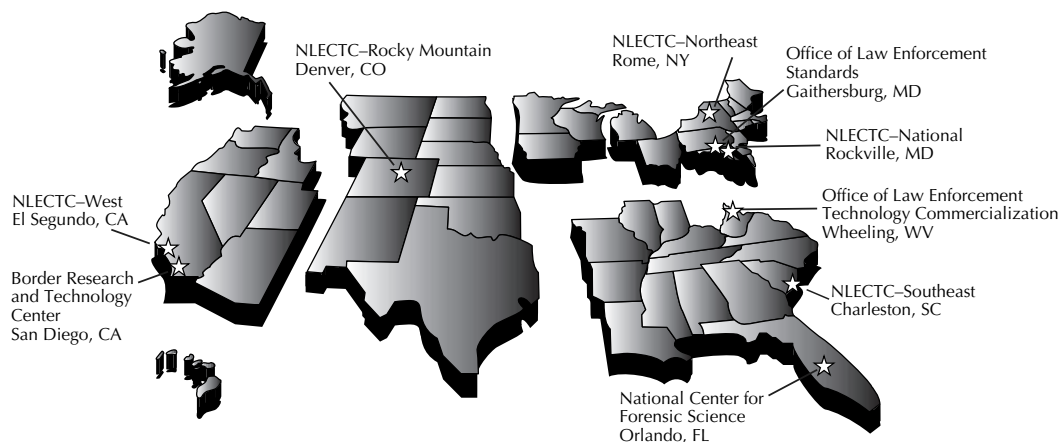 NLECTC–Rocky Mountain
Denver, CO
NLECTC–Northeast
Rome, NY
Office of Law Enforcement
Standards
Gaithersburg, MD
NLECTC–National
Rockville, MD
NLECTC–West
El Segundo, CA
Office of Law Enforcement
Technology Commercialization
Wheeling, WV
Border Research
and Technology
Center
San Diego, CA
NLECTC–Southeast
Charleston, SC
National Center for
Forensic Science
Orlando, FL